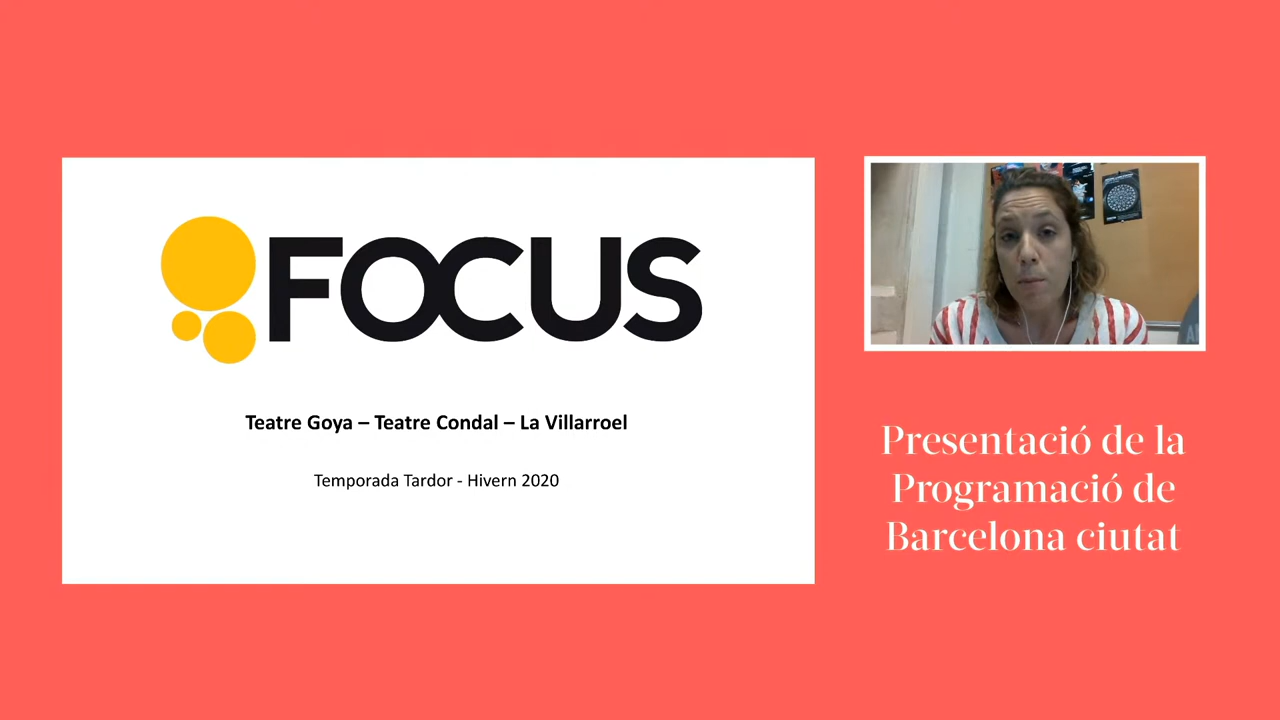 FOCUS
Teatre Goya – Teatre Condal – La Villarroel
Temporada Tardor - Hivern 2020
Presentació de la
Programació de
Barcelona ciutat